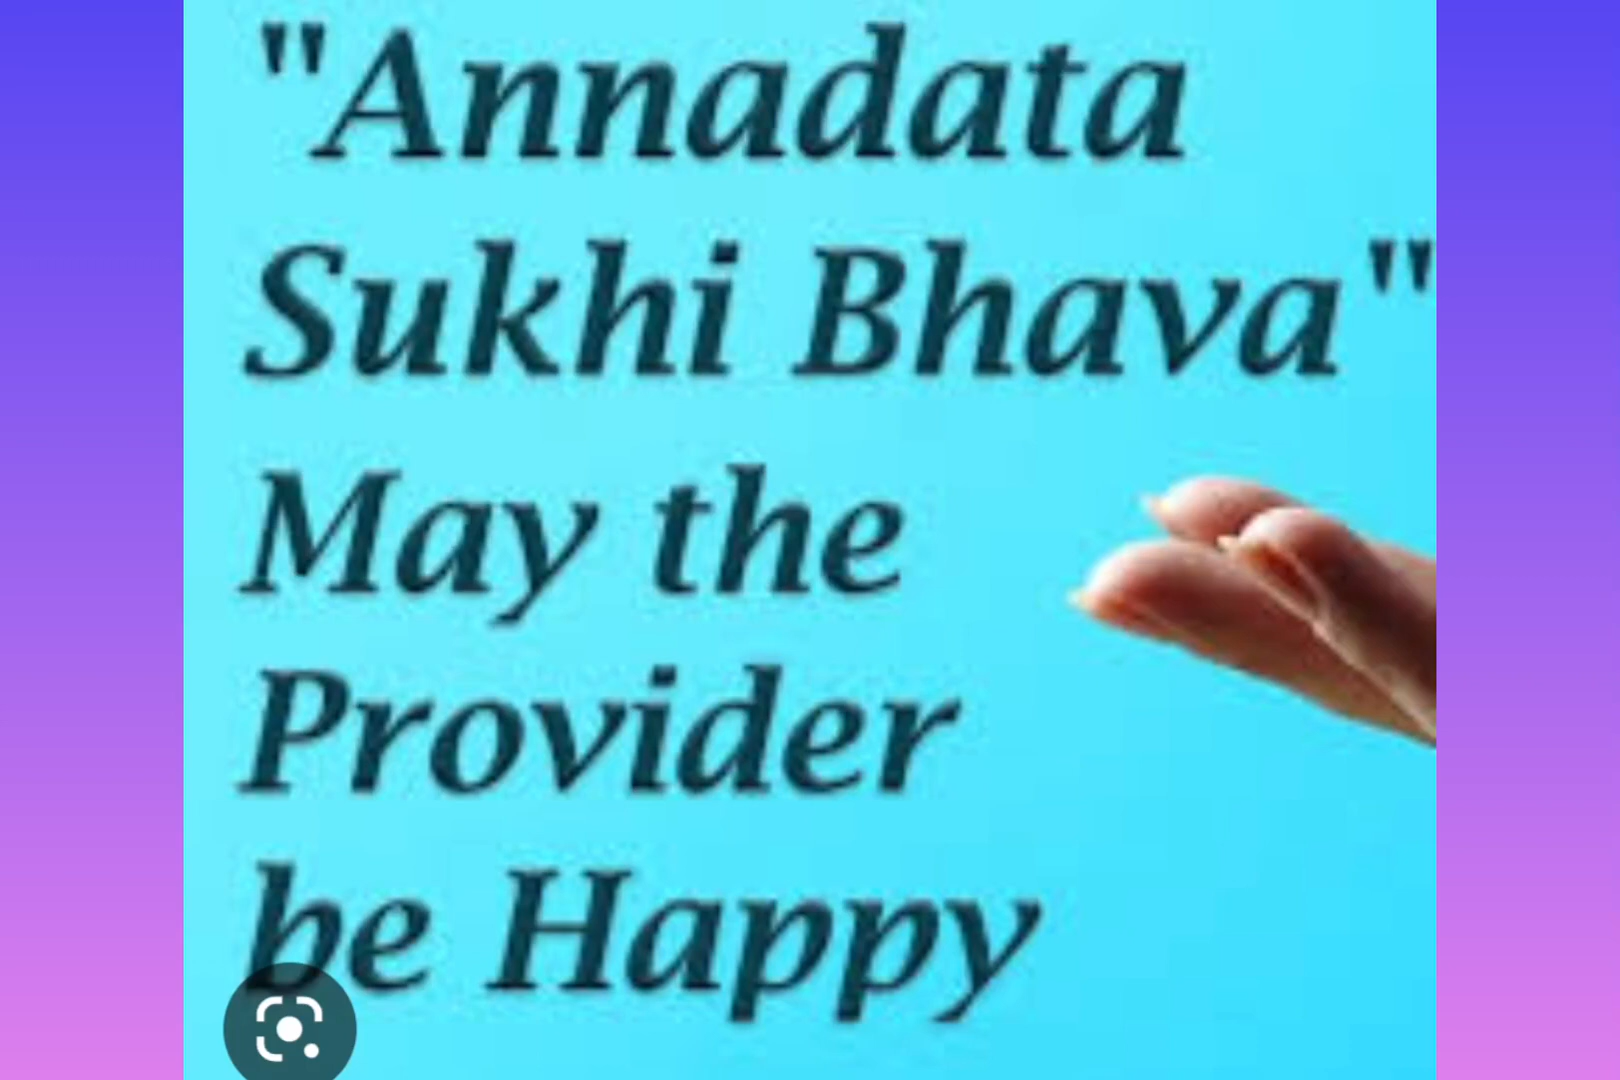 "Annadata
Sukhi Bhava"
May the
Provider
be Happy